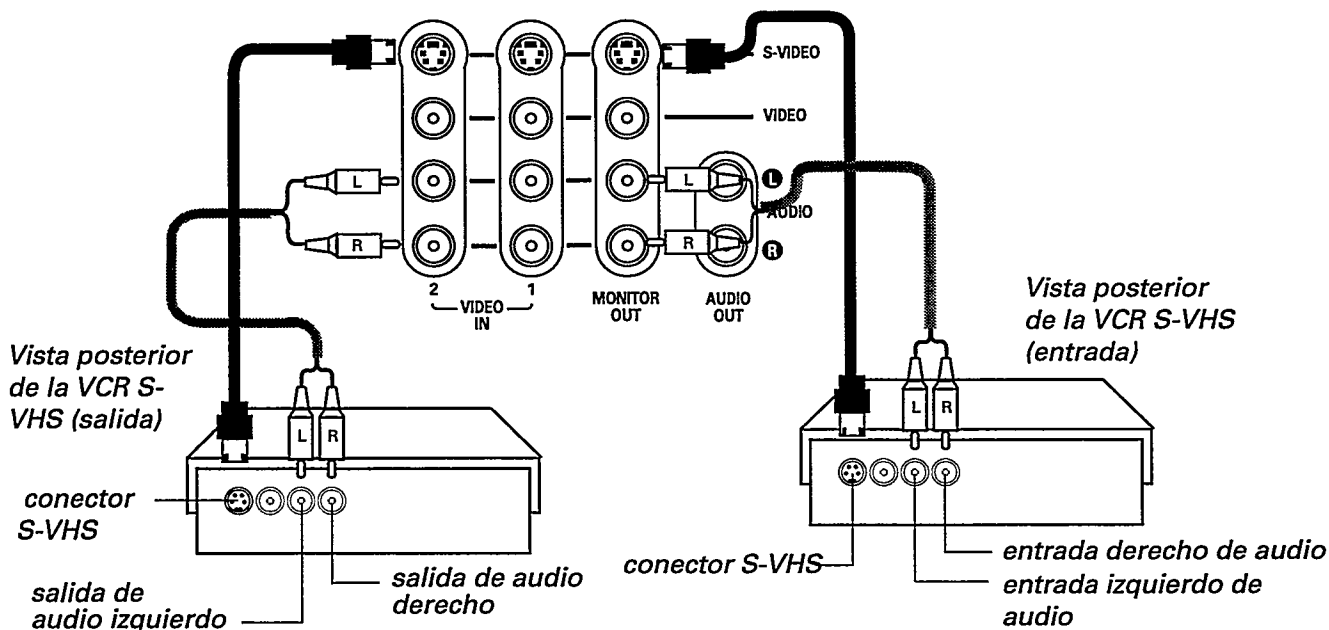 S-VIDEO
VIDEO
L
L
L
AUDIO
R
R
R
2
1
VIDEO
IN
MONITOR
OUT
AUDIO
OUT
Vista posterior
de la VCR S-
VHS (salida)
Vista posterior
de la VCR S-VHS
(entrada)
L
R
L
R
conector
S-VHS
salida de
audio izquierdo
salida de audio
derecho
conector S-VHS
entrada derecho de audio
entrada izquierdo de
audio